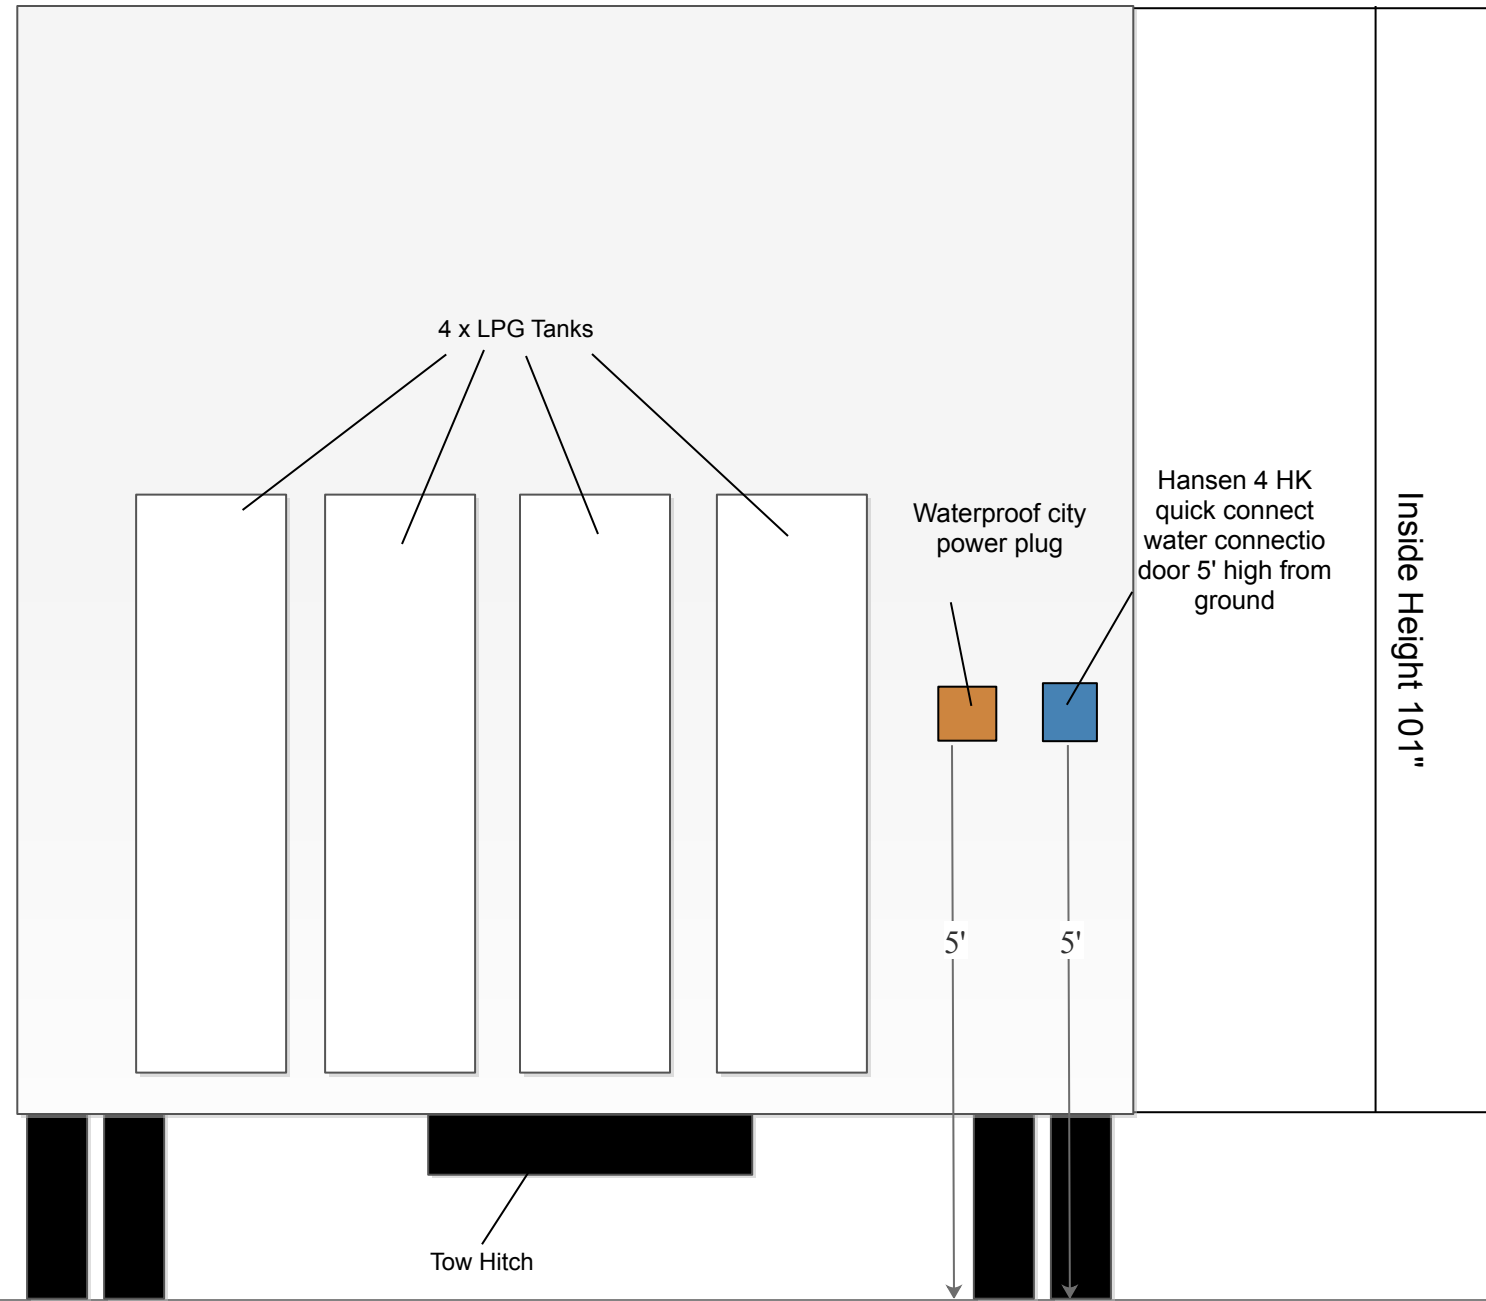 4 x LPG Tanks
Waterproof city
power plug
Hansen 4 HK
quick connect
water connectio
door 5' high from
ground
Inside Height 101"
5'
5'
Tow Hitch